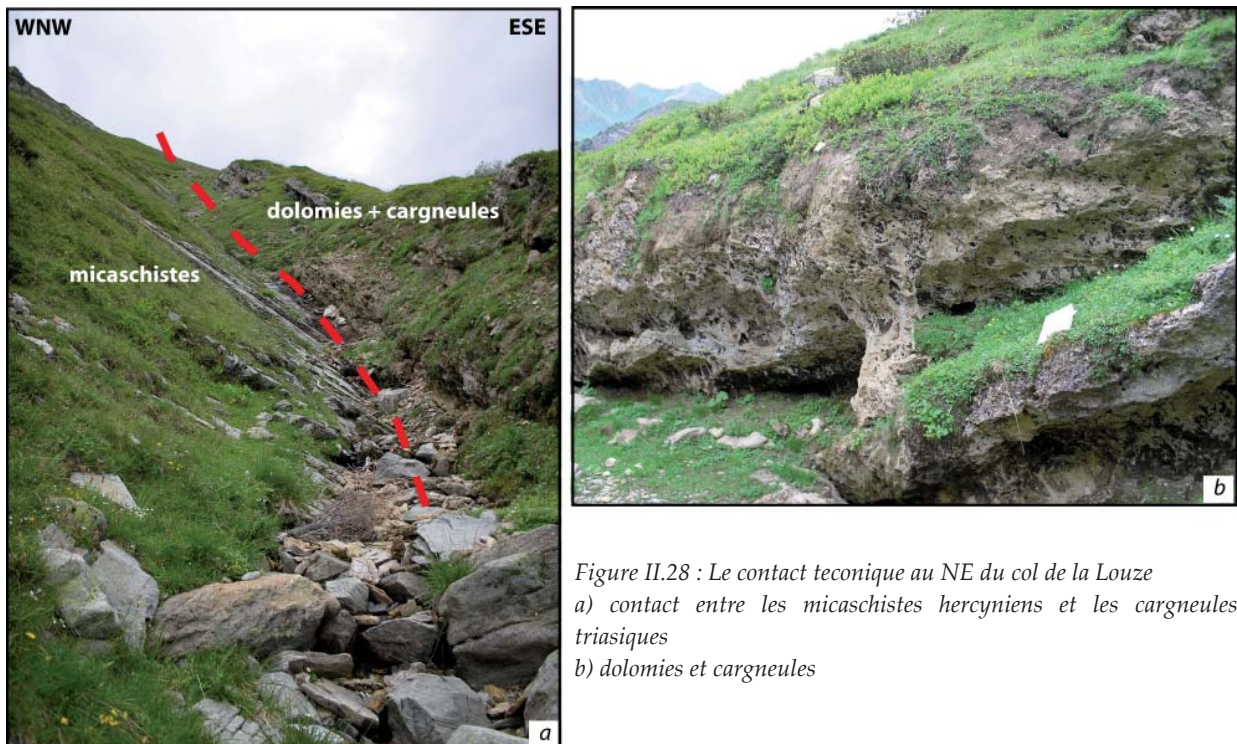 WNW
ESE
dolomies + cargneules
micaschistes
a
b
Figure II.28 : Le contact teconique au NE du col de la Louze
a) contact entre les micaschistes hercyniens et les cargneules
triasiques
b) dolomies et cargneules